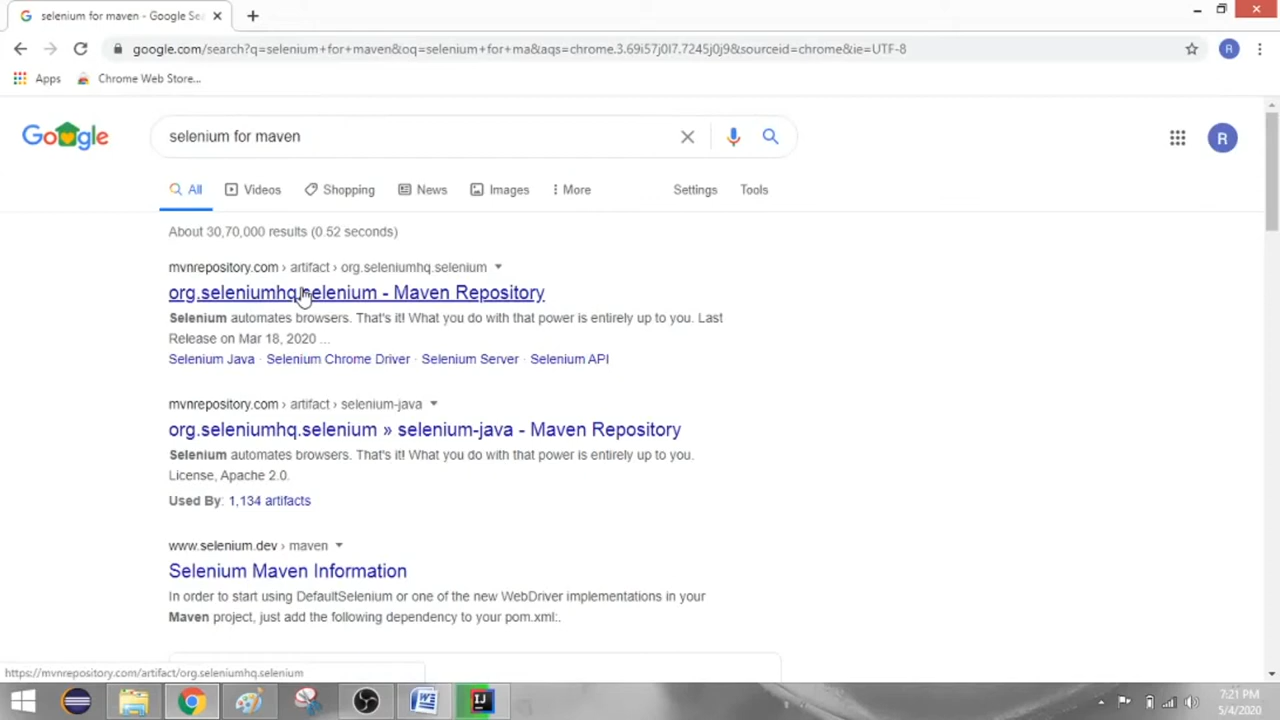 selenium for maven - Google Sea
google.com/search?q=selenium+for+maven&oq=selenium+for+ma&aqs=chrome.3.69i57j0l7.7245j0j9&sourceid=chrome&ie=UTF-8
R
Apps
Chrome Web Store...
Google
selenium for maven
R
All
Videos
Shopping
News
Images
More
Settings
Tools
About 30,70,000 results (0.52 seconds)
mvnrepository.com › artifact › org.seleniumhq.selenium
org.seleniumhq.selenium - Maven Repository
Selenium automates browsers. That's it! What you do with that power is entirely up to you. Last
Release on Mar 18, 2020 ...
Selenium Java · Selenium Chrome Driver · Selenium Server · Selenium API
mvnrepository.com › artifact › selenium-java
org.seleniumhq.selenium » selenium-java - Maven Repository
Selenium automates browsers. That's it! What you do with that power is entirely up to you.
License, Apache 2.0.
Used By: 1,134 artifacts
www.selenium.dev › maven
Selenium Maven Information
In order to start using DefaultSelenium or one of the new WebDriver implementations in your
Maven project, just add the following dependency to your pom.xml:.
https://mvnrepository.com/artifact/org.seleniumhq.selenium
W
IJ
7:21 PM
5/4/2020